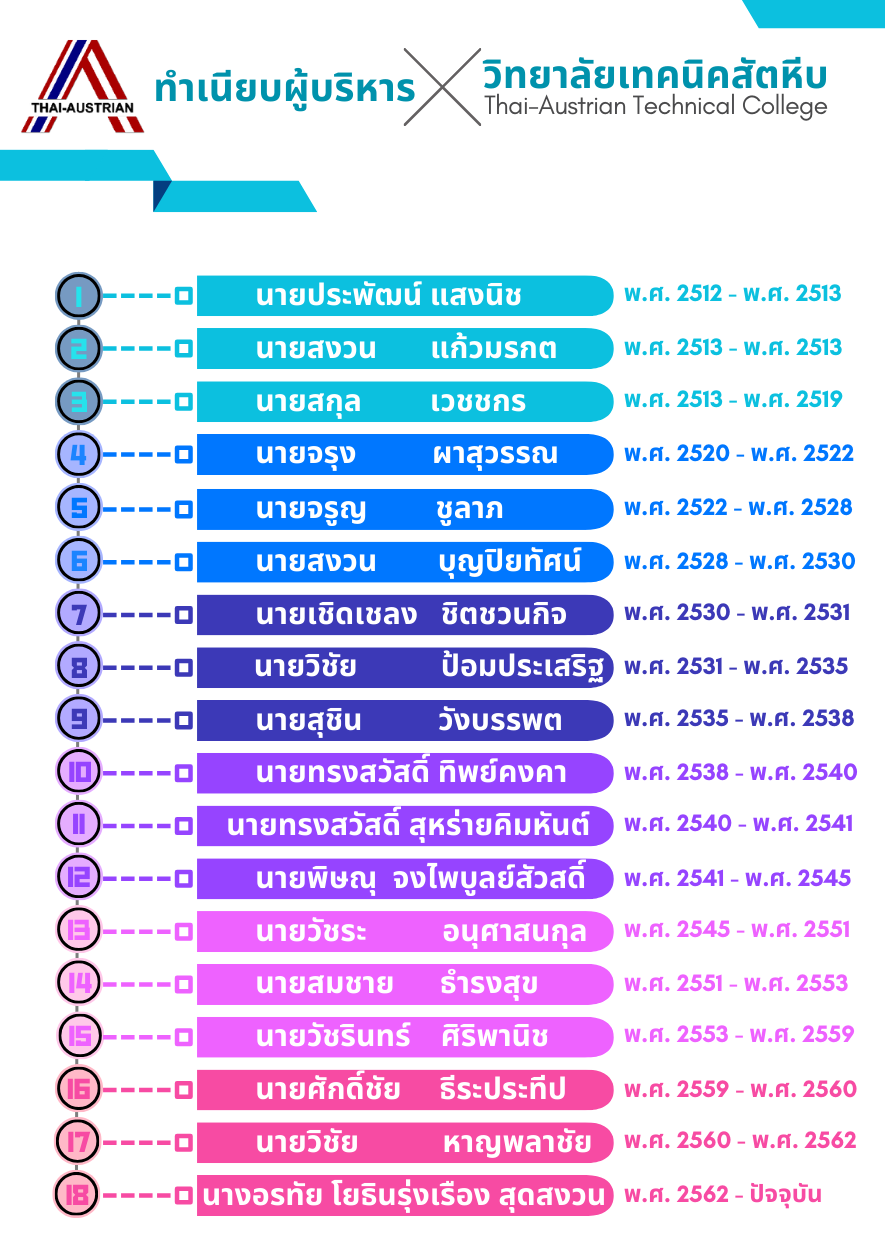 THAI-AUSTRIAN
ทำเนียบผู้บริหาร
วิทยาลัยเทคนิคสัตหีบ
Thai-Austrian Technical College
1 นายประพัฒน์ แสงนิช พ.ศ. 2512 - พ.ศ. 2513
2 นายสงวน แก้วมรกต พ.ศ. 2513 - พ.ศ. 2513
3 นายสกุล เวชชกร พ.ศ. 2513 - พ.ศ. 2519
4 นายจรุง ผาสุวรรณ พ.ศ. 2520 - พ.ศ. 2522
5 นายจรูญ ชูลาภ พ.ศ. 2522 - พ.ศ. 2528
6 นายสงวน บุญปิยทัศน์ พ.ศ. 2528 - พ.ศ. 2530
7 นายเชิดเชลง ชิตชวนกิจ พ.ศ. 2530 - พ.ศ. 2531
8 นายวิชัย ป้อมประเสริฐ พ.ศ. 2531 - พ.ศ. 2535
9 นายสุชิน วังบรรพต พ.ศ. 2535 - พ.ศ. 2538
10 นายทรงสวัสดิ์ ทิพย์คงคา พ.ศ. 2538 - พ.ศ. 2540
11 นายทรงสวัสดิ์ สุหร่ายคิมหันต์ พ.ศ. 2540 - พ.ศ. 2541
12 นายพิษณุ จงไพบูลย์สัวสดิ์ พ.ศ. 2541 - พ.ศ. 2545
13 นายวัชระ อนุศาสนกุล พ.ศ. 2545 - พ.ศ. 2551
14 นายสมชาย ธำรงสุข พ.ศ. 2551 - พ.ศ. 2553
15 นายวัชรินทร์ ศิริพานิช พ.ศ. 2553 - พ.ศ. 2559
16 นายศักดิ์ชัย ธีระประทีป พ.ศ. 2559 - พ.ศ. 2560
17 นายวิชัย หาญพลาชัย พ.ศ. 2560 - พ.ศ. 2562
18 นางอรทัย โยธินรุ่งเรือง สุดสงวน พ.ศ. 2562 - ปัจจุบัน